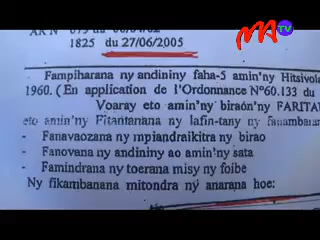 MA TV
1825 du 27/06/2005
Fampiharana ny andininy faha-5 amin'ny Hitsivola
1960. (En application de l'Ordonnance N°60.133 du
Voaray eto amin'ny biraon'ny FARITA
eto amin'ny Fitantanana ny lafin-tany ny fanambara
- Fanavaozana ny mpiandraikitra ny birao
- Fanovana ny andininy ao amin'ny sata
- Famindrana ny toerana misy ny foibe
Ny fikambanana mitondra ny anarana hoe: